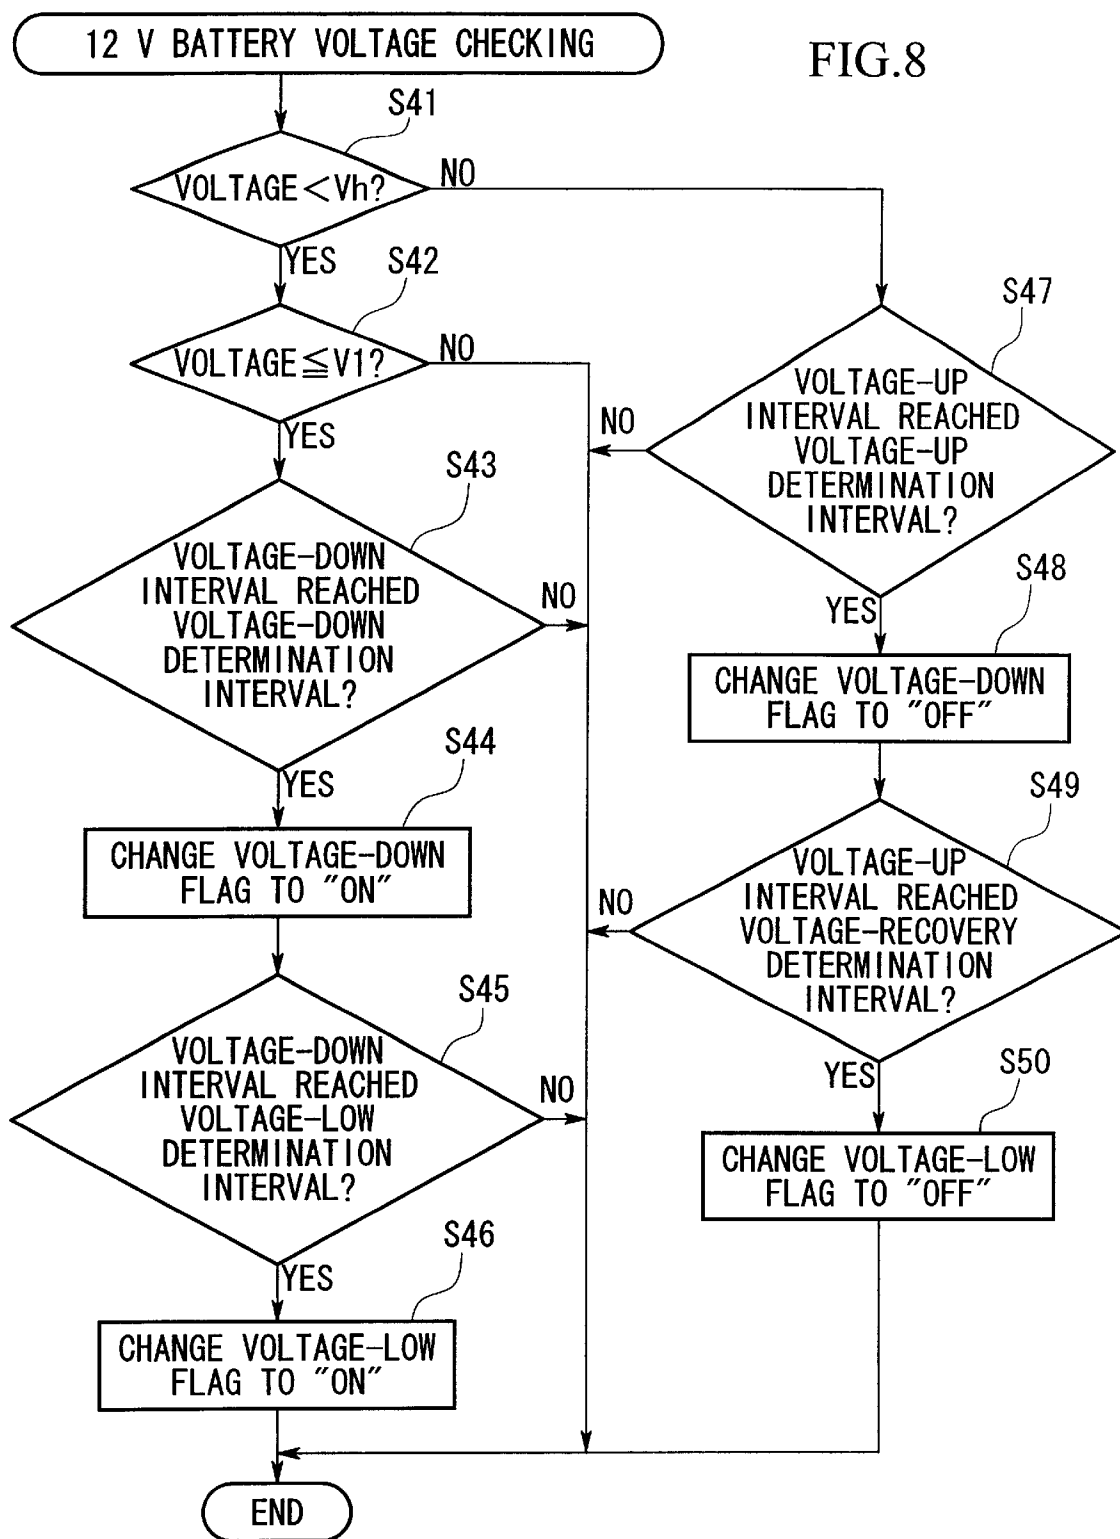 12 V BATTERY VOLTAGE CHECKING
FIG.8
S41
VOLTAGE<Vh?
NO
YES
S42
VOLTAGE≦V1?
NO
YES
S43
VOLTAGE-DOWN
INTERVAL REACHED
VOLTAGE-DOWN
DETERMINATION
INTERVAL?
NO
YES
S44
CHANGE VOLTAGE-DOWN
FLAG TO "ON"
S45
VOLTAGE-DOWN
INTERVAL REACHED
VOLTAGE-LOW
DETERMINATION
INTERVAL?
NO
YES
S46
CHANGE VOLTAGE-LOW
FLAG TO "ON"
END
S47
VOLTAGE-UP
INTERVAL REACHED
VOLTAGE-UP
DETERMINATION
INTERVAL?
NO
YES
S48
CHANGE VOLTAGE-DOWN
FLAG TO "OFF"
S49
VOLTAGE-UP
INTERVAL REACHED
VOLTAGE-RECOVERY
DETERMINATION
INTERVAL?
NO
YES
S50
CHANGE VOLTAGE-LOW
FLAG TO "OFF"